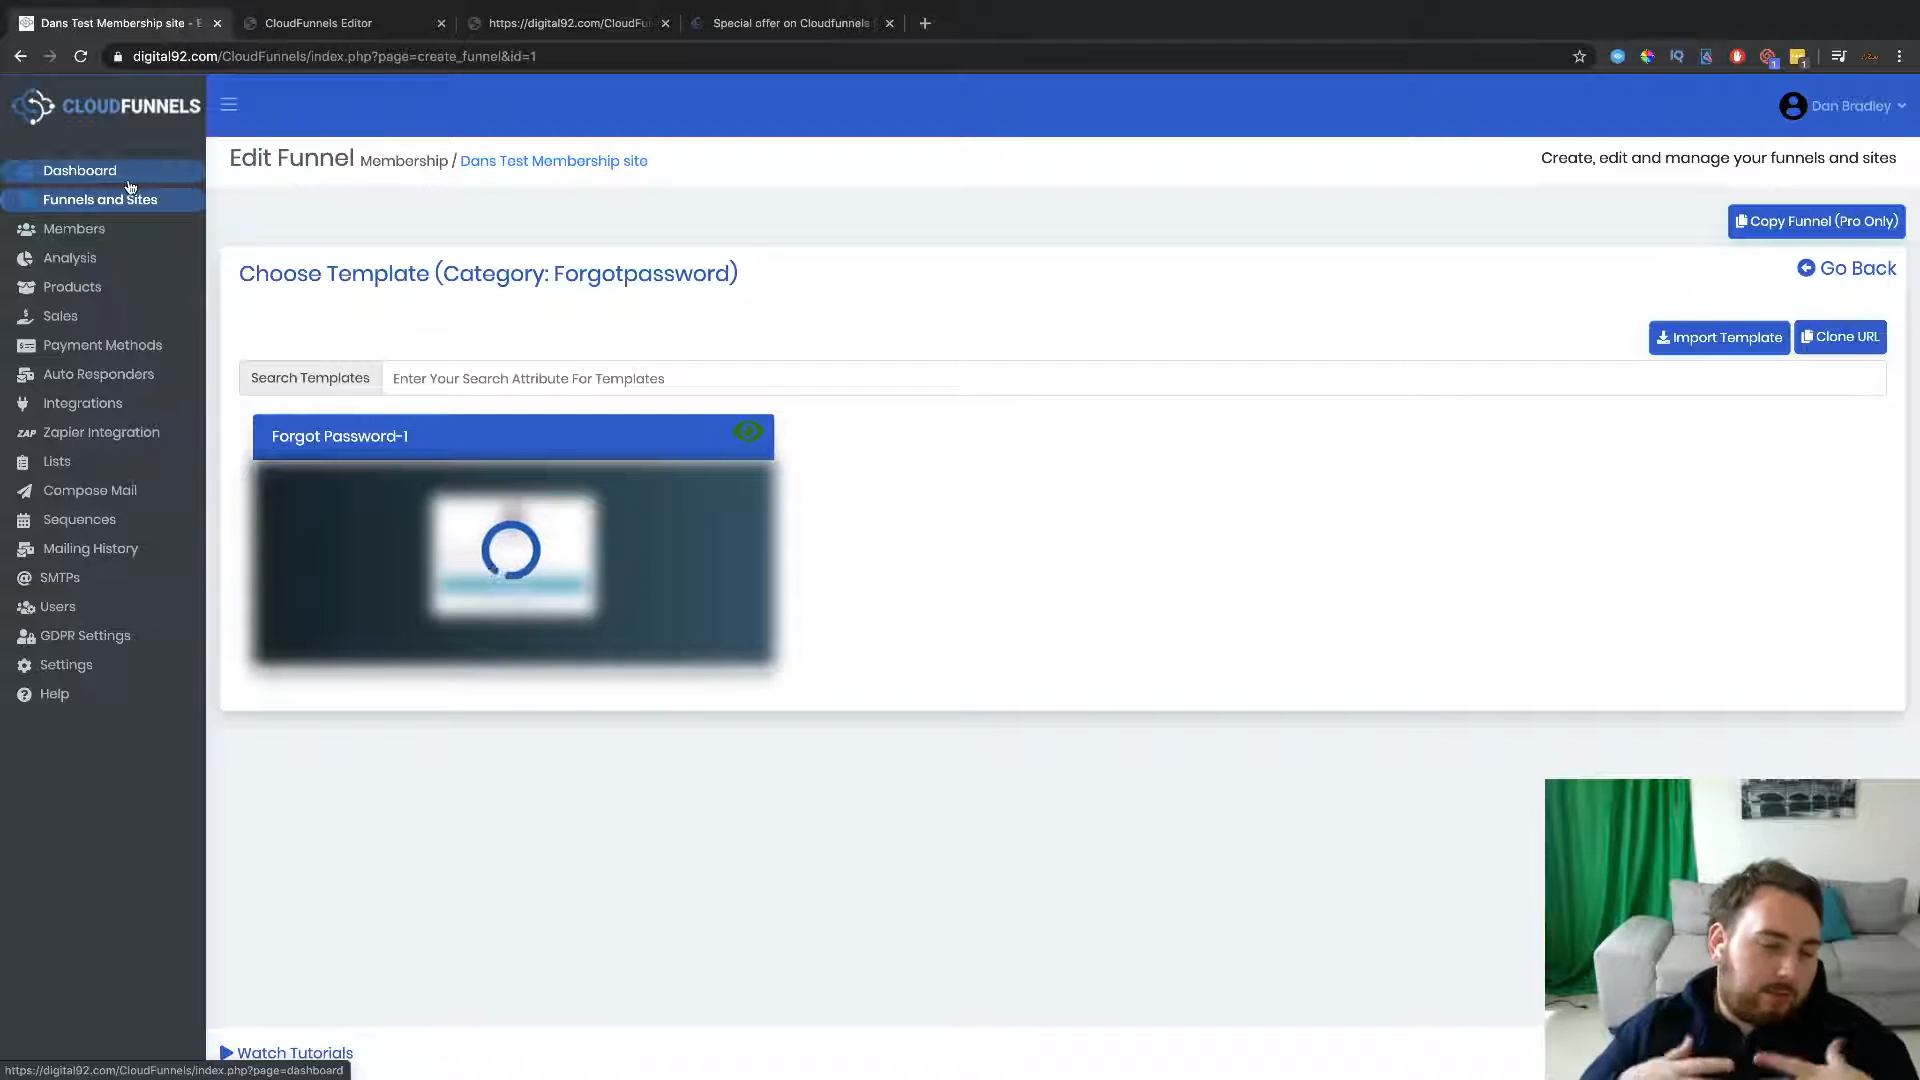 Dans Test Membership site - E
CloudFunnels Editor
https://digital92.com/CloudFu
Special offer on Cloudfunnels
digital92.com/CloudFunnels/index.php?page=create_funnel&id=1
CLOUDFUNNELS
Dan Bradley
Edit Funnel Membership / Dans Test Membership site
Create, edit and manage your funnels and sites
Dashboard
Funnels and Sites
Members
Analysis
Products
Sales
Payment Methods
Auto Responders
Integrations
ZAP Zapier Integration
Lists
Compose Mail
Sequences
Mailing History
SMTPs
Users
GDPR Settings
Settings
Help
Copy Funnel (Pro Only)
Choose Template (Category: Forgotpassword)
Go Back
Import Template
Clone URL
Search Templates
Enter Your Search Attribute For Templates
Forgot Password-1
Watch Tutorials
https://digital92.com/CloudFunnels/index.php?page=dashboard